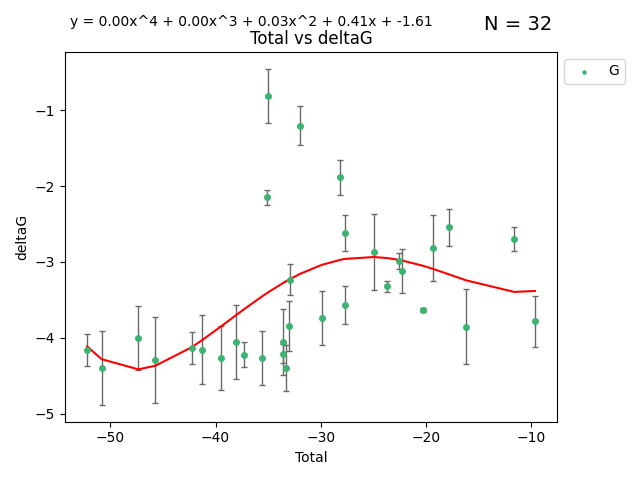 y = 0.00x^4 + 0.00x^3 + 0.03x^2 + 0.41x + -1.61
N = 32
Total vs deltaG
G
−1
−2
−3
−4
−5
deltaG
−50 −40 −30 −20 −10
Total